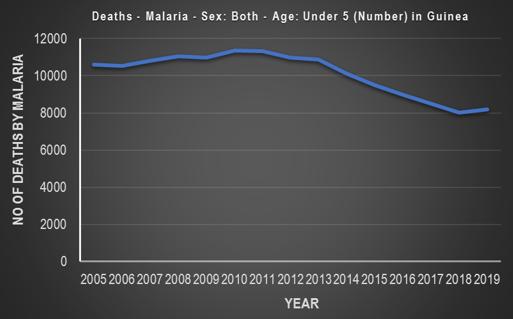 Deaths - Malaria - Sex: Both - Age: Under 5 (Number) in Guinea
12000
10000
8000
6000
4000
2000
0
NO OF DEATHS BY MALARIA
2005 2006 2007 2008 2009 2010 2011 2012 2013 2014 2015 2016 2017 2018 2019
YEAR